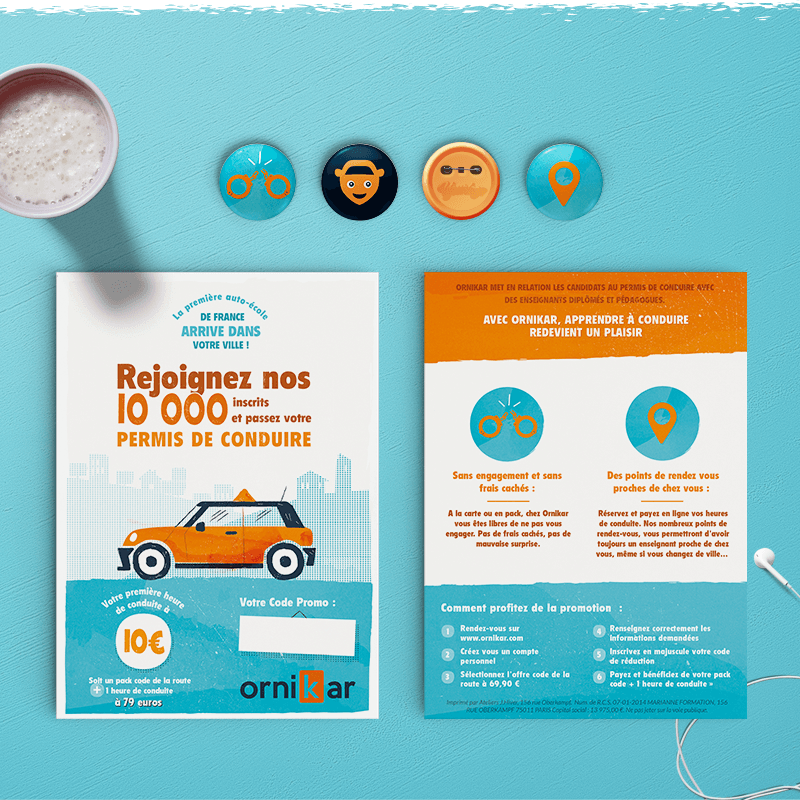 La première auto-école
DE FRANCE
ARRIVE DANS
VOTRE VILLE !
Rejoignez nos
10 000 inscrits
et passez votre
PERMIS DE CONDUIRE
Votre première heure
de conduite à
10€
Soit un pack code de la route
+ 1 heure de conduite
à 79 euros
Votre Code Promo :
ornikar
ORNIKAR MET EN RELATION LES CANDIDATS AU PERMIS DE CONDUIRE AVEC
DES ENSEIGNANTS DIPLÔMÉS ET PÉDAGOGUES.
AVEC ORNIKAR, APPRENDRE À CONDUIRE
REDEVIENT UN PLAISIR
Sans engagement et sans
frais cachés :
A la carte ou en pack, chez Ornikar
vous êtes libres de ne pas vous
engager. Pas de frais cachés, pas de
mauvaise surprise.
Des points de rendez vous
proches de chez vous :
Réservez et payez en ligne vos heures
de conduite. Nos nombreux points de
rendez-vous, vous permettront d'avoir
toujours un enseignant proche de chez
vous, même si vous changez de ville...
Comment profitez de la promotion :
1 Rendez-vous sur
www.ornikar.com
2 Créez vous un compte
personnel
3 Sélectionnez l'offre code de la
route à 69,90 €
4 Renseignez correctement les
informations demandées
5 Inscrivez en majuscule votre code
de réduction
6 Payez et bénéficiez de votre pack
code + 1 heure de conduite »
Imprimé par Ateliers J.Hiver, 156 rue Oberkampf. Num. de R.C.S. 07-01-2014 MARIANNE FORMATION, 156
RUE OBERKAMPF 75011 PARIS Capital social : 13 975,00 €. Ne pas jeter sur la voie publique.